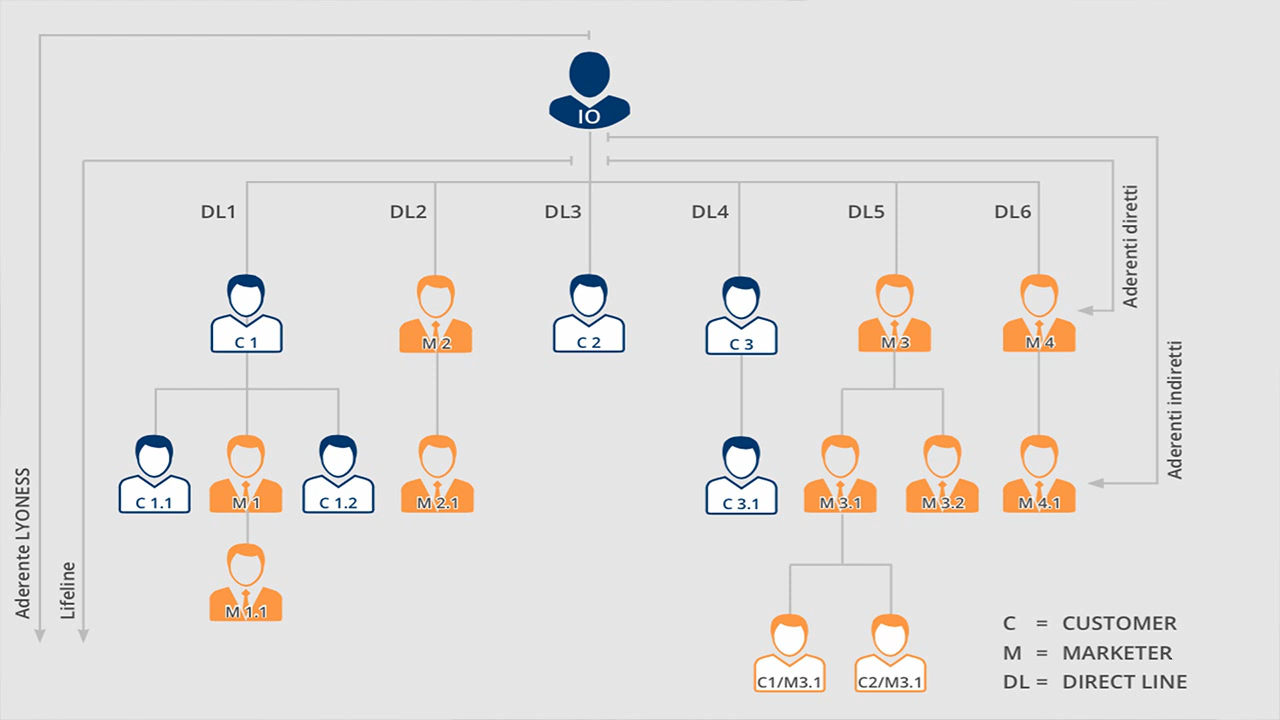 IO
DL1
DL2
DL3
DL4
DL5
DL6
Aderenti diretti
C 1
M 2
C 2
C 3
M 3
M 4
Aderenti indiretti
C 1.1
M 1
C 1.2
M 2.1
C 3.1
M 3.1
M 3.2
M 4.1
Aderente LYONESS
Lifeline
M 1.1
C1/M3.1
C2/M3.1
C = CUSTOMER
M = MARKETER
DL = DIRECT LINE